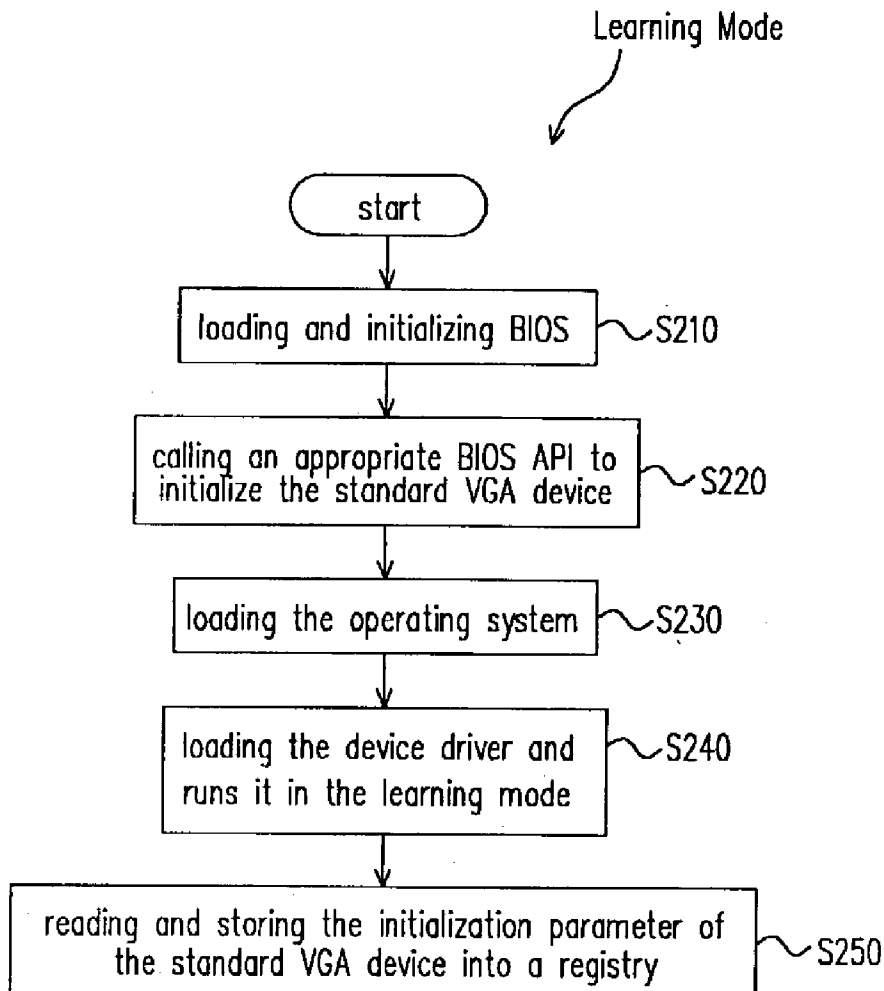 Learning Mode
start
loading and initializing BIOS
S210
calling an appropriate BIOS API to
initialize the standard VGA device
S220
loading the operating system
S230
loading the device driver and
runs it in the learning mode
S240
reading and storing the initialization parameter of
the standard VGA device into a registry
S250